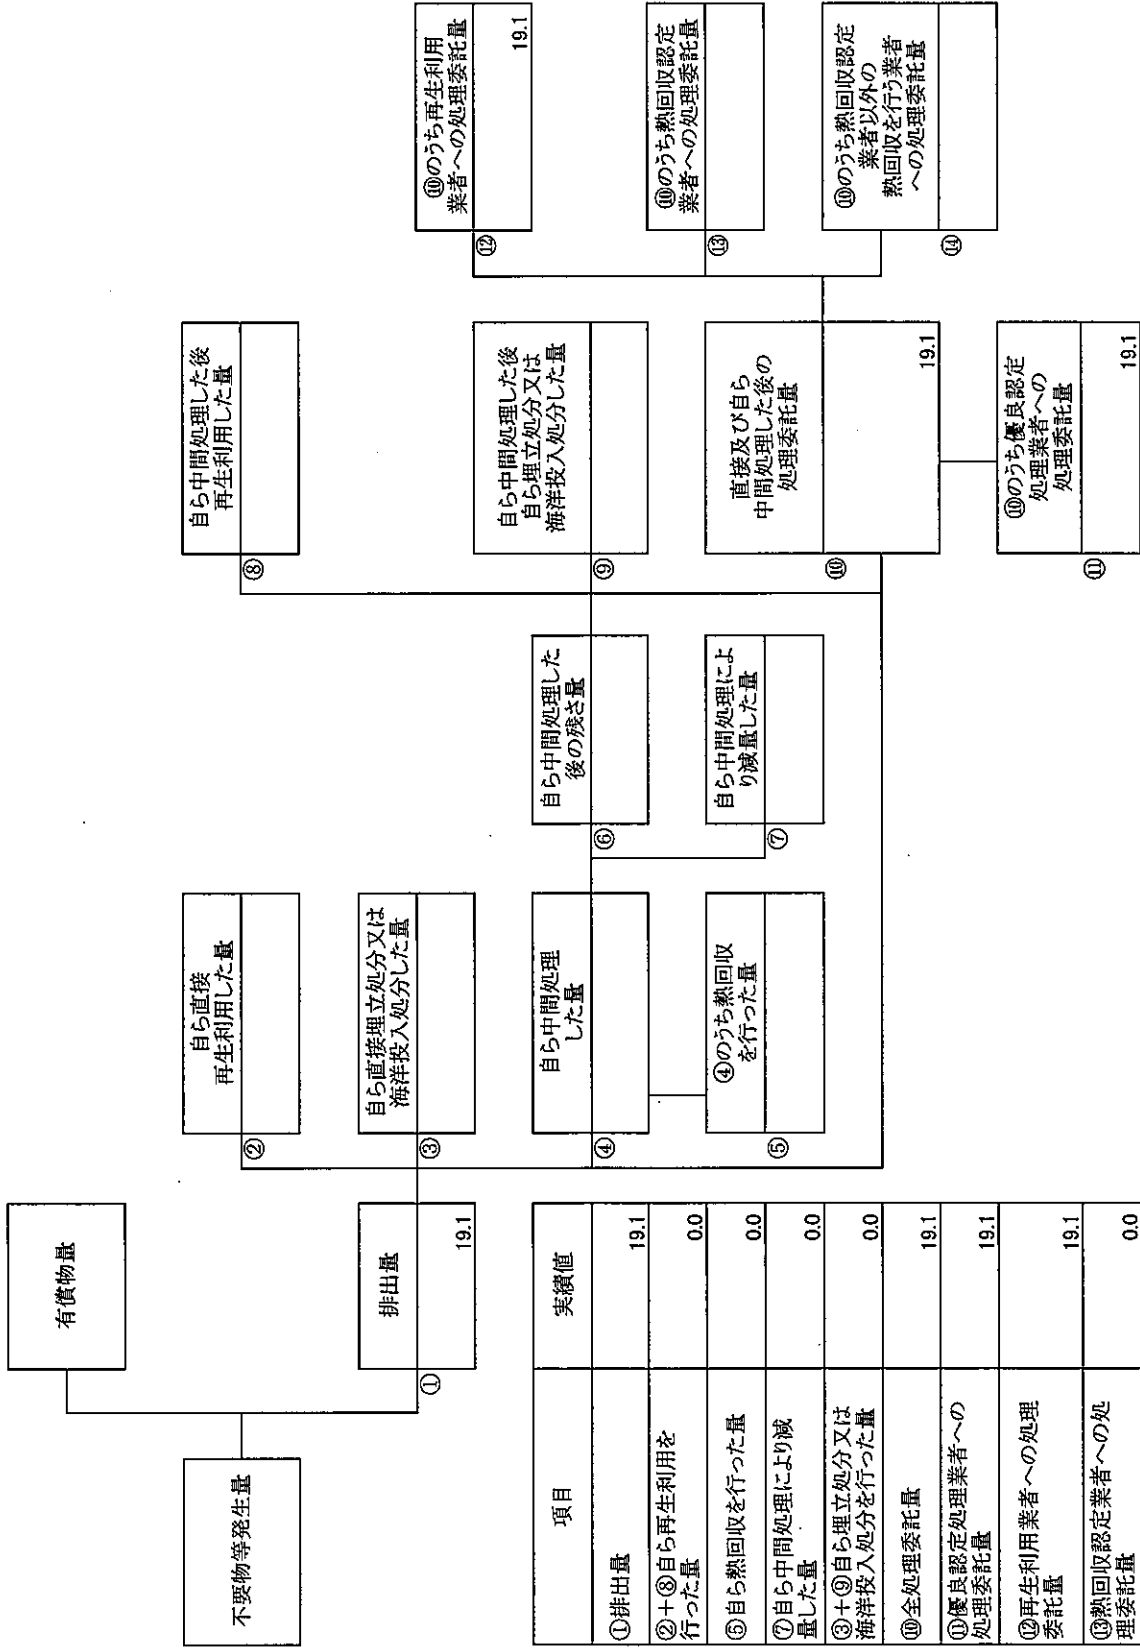 不要物等発生量
有償物量
排出量
①
19.1
自ら直接
再生利用した量
②
自ら直接埋立処分又は
海洋投入処分した量
③
自ら中間処理
した量
④
④のうち熱回収
を行った量
⑤
自ら中間処理した
後の残さ量
⑥
自ら中間処理によ
り減量した量
⑦
自ら中間処理した後
再生利用した量
⑧
自ら中間処理した後
自ら埋立処分又は
海洋投入処分した量
⑨
直接及び自ら
中間処理した後の
処理委託量
⑩
19.1
⑩のうち優良認定
処理業者への
処理委託量
⑪
19.1
⑩のうち再生利用
業者への処理委託量
⑫
19.1
⑩のうち熱回収認定
業者への処理委託量
⑬
⑩のうち熱回収認定
業者以外の
熱回収を行う業者
への処理委託量
⑭
項目 実績値
①排出量 19.1
②+⑧自ら再生利用を
行った量 0.0
⑤自ら熱回収を行った量 0.0
⑦自ら中間処理により減
量した量 0.0
③+⑨自ら埋立処分又は
海洋投入処分を行った量 0.0
⑩全処理委託量 19.1
⑪優良認定処理業者への
処理委託量 19.1
⑫再生利用業者への処理
委託量 19.1
⑬熱回収認定業者への処
理委託量 0.0